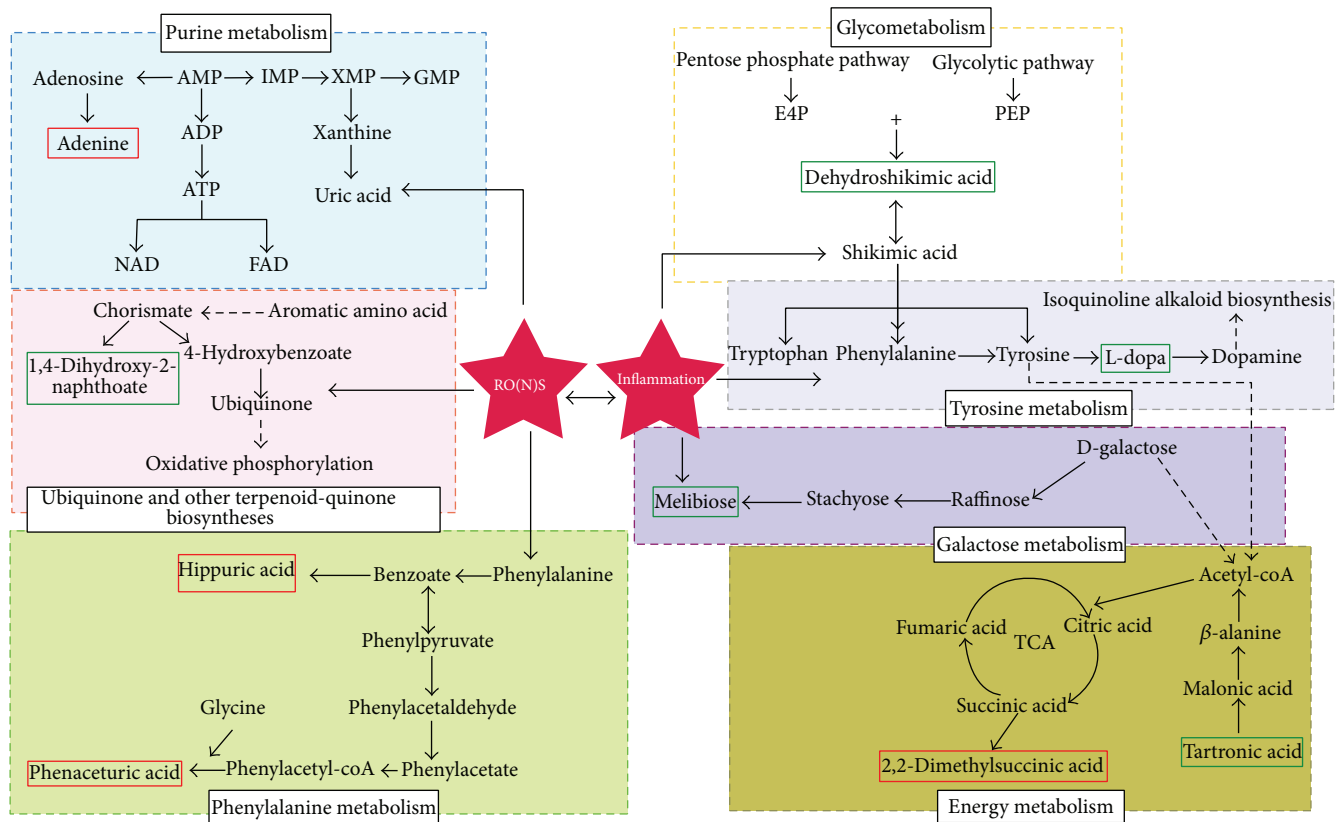 Purine metabolism
Adenosine
AMP
IMP
XMP
GMP
Adenine
ADP
Xanthine
ATP
Uric acid
NAD
FAD
Glycometabolism
Pentose phosphate pathway
Glycolytic pathway
E4P
PEP
+
Dehydroshikimic acid
Shikimic acid
Chorismate
Aromatic amino acid
1,4-Dihydroxy-2-
naphthoate
4-Hydroxybenzoate
Ubiquinone
Oxidative phosphorylation
Ubiquinone and other terpenoid-quinone
biosyntheses
RO(N)S
Inflammation
Isoquinoline alkaloid biosynthesis
Tryptophan
Phenylalanine
Tyrosine
L-dopa
Dopamine
Tyrosine metabolism
D-galactose
Melibiose
Stachyose
Raffinose
Galactose metabolism
Hippuric acid
Benzoate
Phenylalanine
Phenylpyruvate
Phenylacetaldehyde
Glycine
Phenaceturic acid
Phenylacetyl-coA
Phenylacetate
Phenylalanine metabolism
Acetyl-coA
Fumaric acid
TCA
Citric acid
β-alanine
Succinic acid
Malonic acid
2,2-Dimethylsuccinic acid
Tartronic acid
Energy metabolism